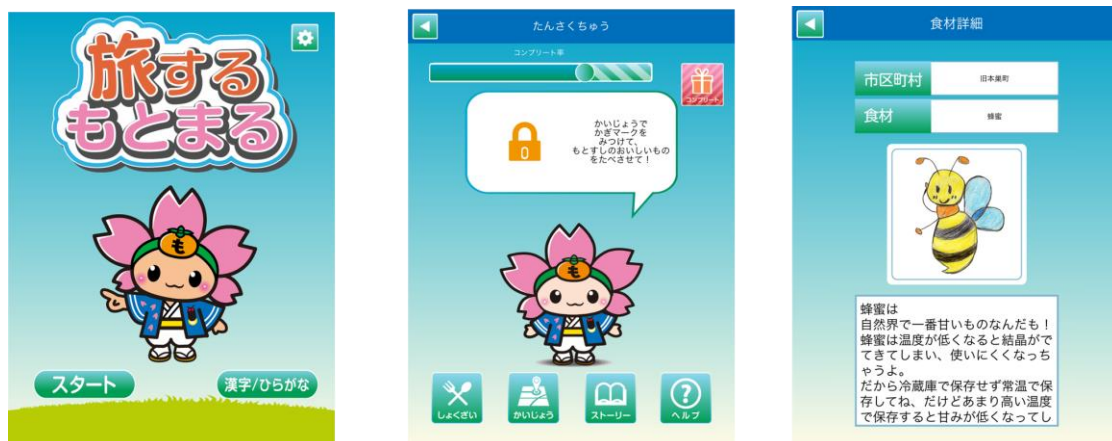 旅する
もとまる
も
スタート
漢字/ひらがな
たんさくちゅう
コンプリート率
コンプリート
かいじょうで
かぎマークを
みつけて、
もとすしのおいしいもの
をたべさせて！
0
も
しょくざい
かいじょう
ストーリー
ヘルプ
食材詳細
市区町村
旧本巣町
食材
蜂蜜
蜂蜜は
自然界で一番甘いものなんだも！
蜂蜜は温度が低くなると結晶がで
てきてしまい、使いにくくなっち
ゃうよ。
だから冷蔵庫で保存せず常温で保
存してね、だけどあまり高い温度
で保存すると甘みが低くなってし